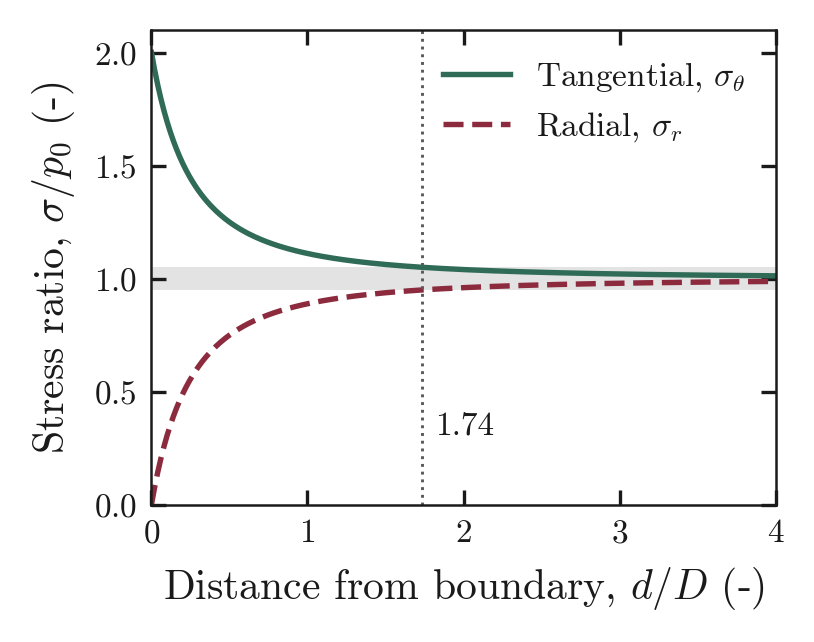 Stress ratio, σ/p₀ (-)
2.0
1.5
1.0
0.5
0.0
Tangential, σ_θ
Radial, σ_r
1.74
0 1 2 3 4
Distance from boundary, d/D (-)